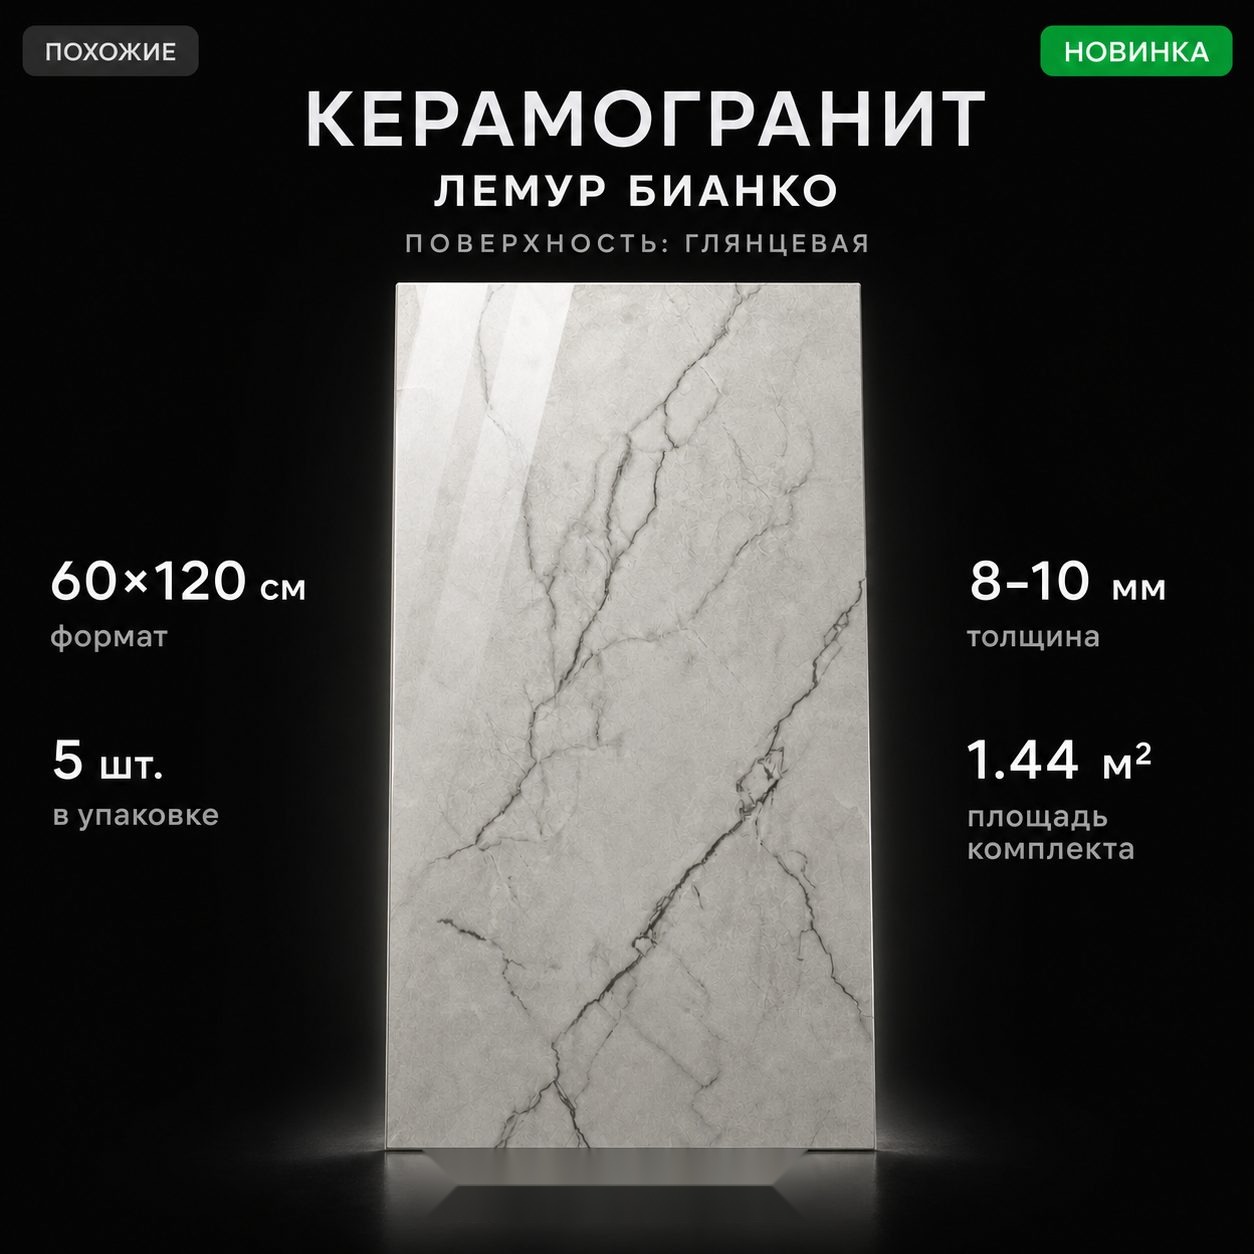 ПОХОЖИЕ
НОВИНКА
КЕРАМОГРАНИТ
ЛЕМУР БИАНКО
ПОВЕРХНОСТЬ: ГЛЯНЦЕВАЯ
60×120 см
формат
8–10 мм
толщина
5 шт.
в упаковке
1.44 м²
площадь
комплекта